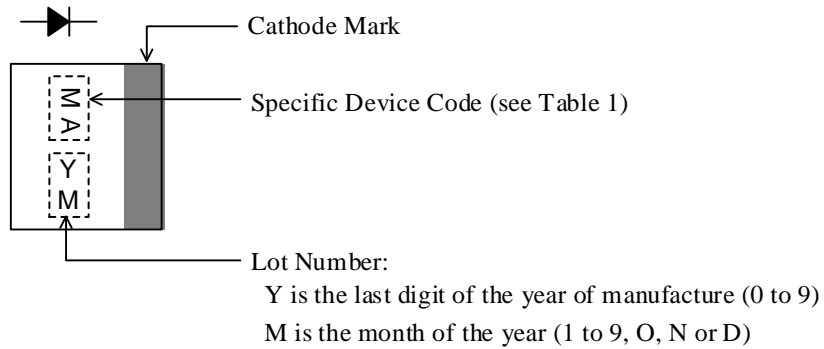 Cathode Mark
Specific Device Code (see Table 1)
M A
Y
M
Lot Number:
Y is the last digit of the year of manufacture (0 to 9)
M is the month of the year (1 to 9, O, N or D)